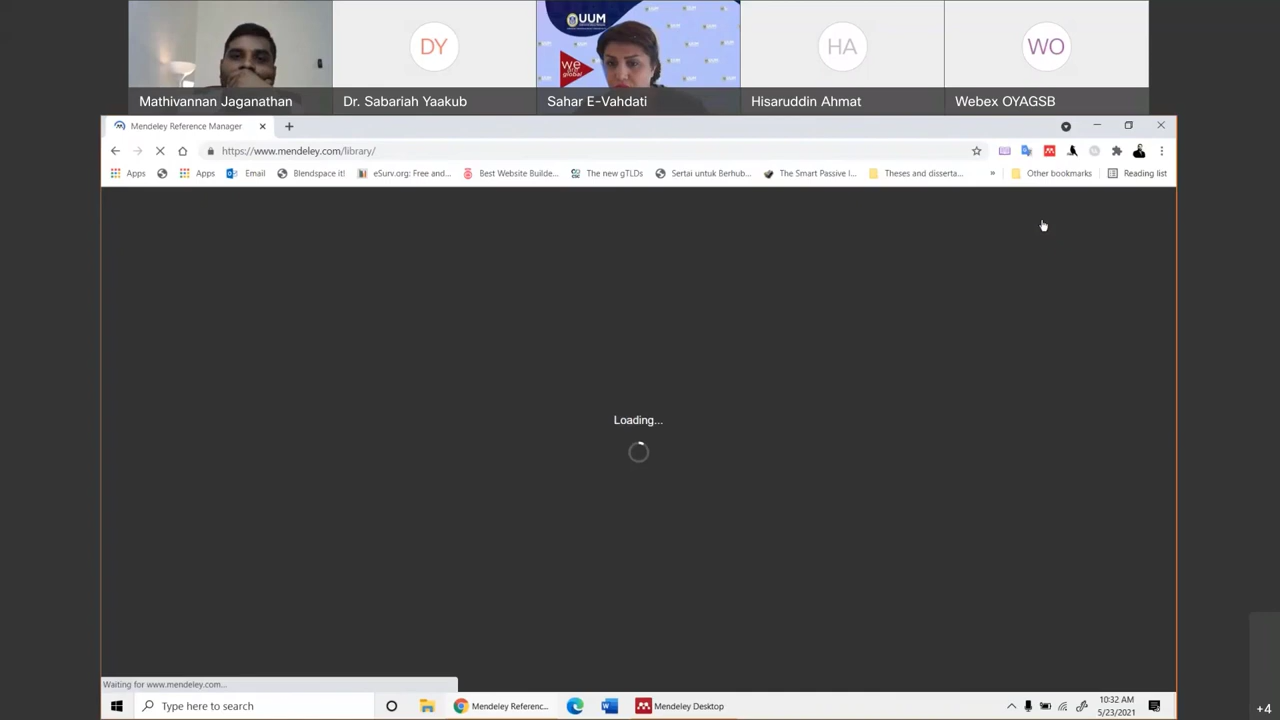 DY
UUM
HA
WO
we
are
global
Mathivannan Jaganathan
Dr. Sabariah Yaakub
Sahar E-Vahdati
Hisaruddin Ahmat
Webex OYAGSB
Mendeley Reference Manager
https://www.mendeley.com/library/
Apps
Apps
Email
Blendspace it!
eSurv.org: Free and...
Best Website Builde...
The new gTLDs
Sertai untuk Berhub...
The Smart Passive I...
Theses and disserta...
»
Other bookmarks
Reading list
Loading...
Waiting for www.mendeley.com...
Type here to search
Mendeley Referenc...
Mendeley Desktop
10:32 AM
5/23/2021
+4